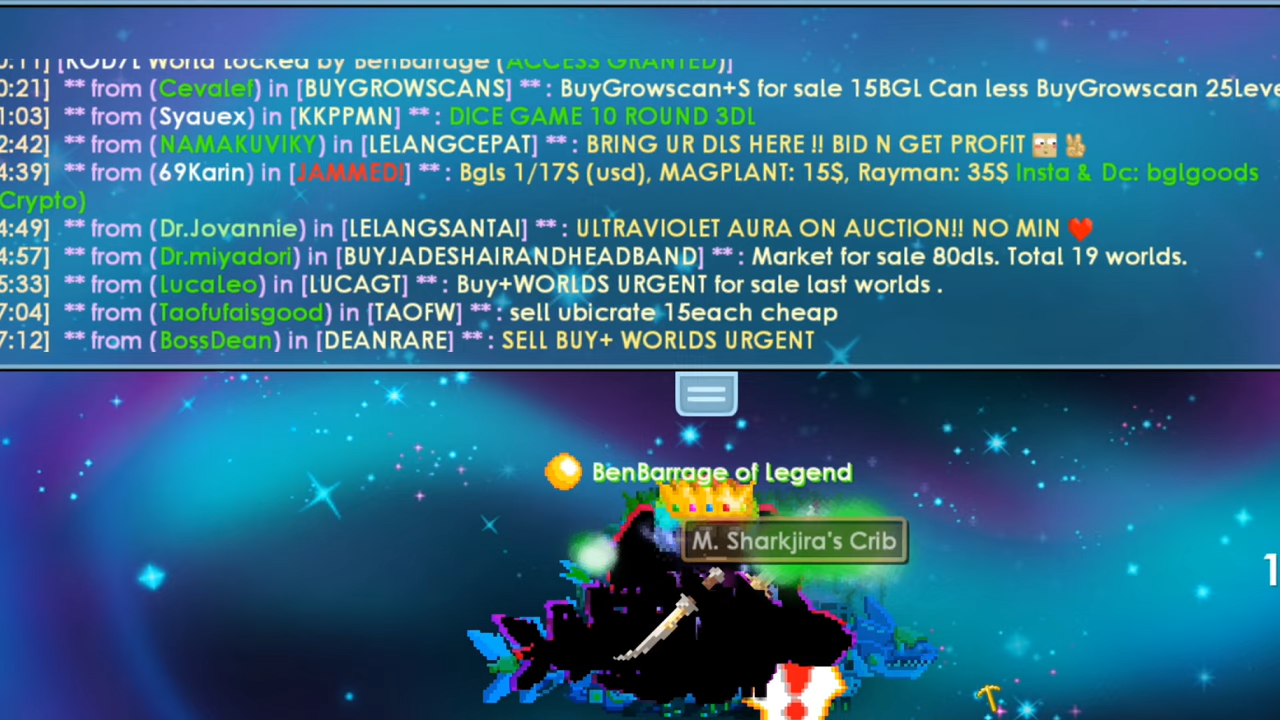 [KOD7L World Locked by BenBarrage (ACCESS GRANTED)]
0:21] ** from (Cevalef) in [BUYGROWSCANS] ** : BuyGrowscan+S for sale 15BGL Can less BuyGrowscan 25Leve
1:03] ** from (Syauex) in [KKPPMN] ** : DICE GAME 10 ROUND 3DL
2:42] ** from (NAMAKUVIKY) in [LELANGCEPAT] ** : BRING UR DLS HERE !! BID N GET PROFIT
4:39] ** from (69Karin) in [JAMMED!] ** : Bgls 1/17$ (usd), MAGPLANT: 15$, Rayman: 35$ Insta & Dc: bglgoods
Crypto)
4:49] ** from (Dr.Jovannie) in [LELANGSANTAI] ** : ULTRAVIOLET AURA ON AUCTION!! NO MIN ❤️
4:57] ** from (Dr.miyadori) in [BUYJADESHAIRANDHEADBAND] ** : Market for sale 80dls. Total 19 worlds.
5:33] ** from (LucaLeo) in [LUCAGT] ** : Buy+WORLDS URGENT for sale last worlds .
7:04] ** from (Taofufaisgood) in [TAOFW] ** : sell ubicrate 15each cheap
7:12] ** from (BossDean) in [DEANRARE] ** : SELL BUY+ WORLDS URGENT
BenBarrage of Legend
M. Sharkjira's Crib
1